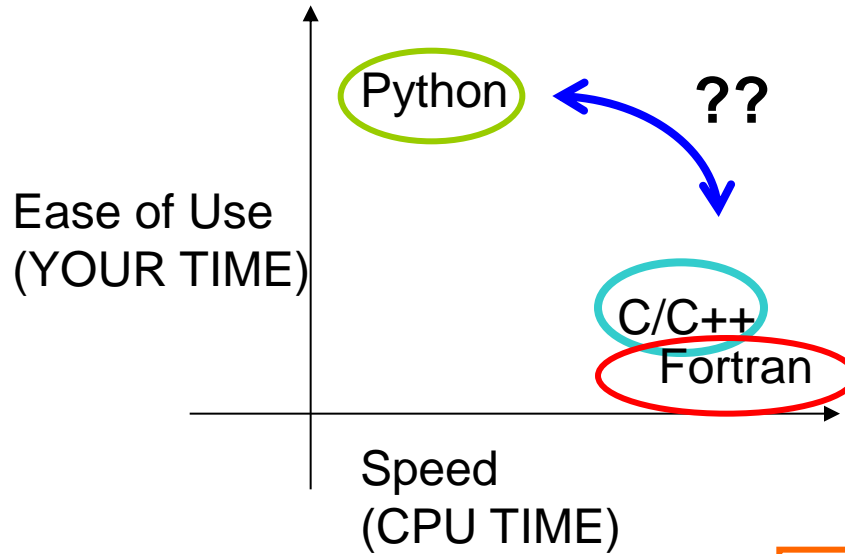 Python
??
Ease of Use
(YOUR TIME)
C/C++
Fortran
Speed
(CPU TIME)